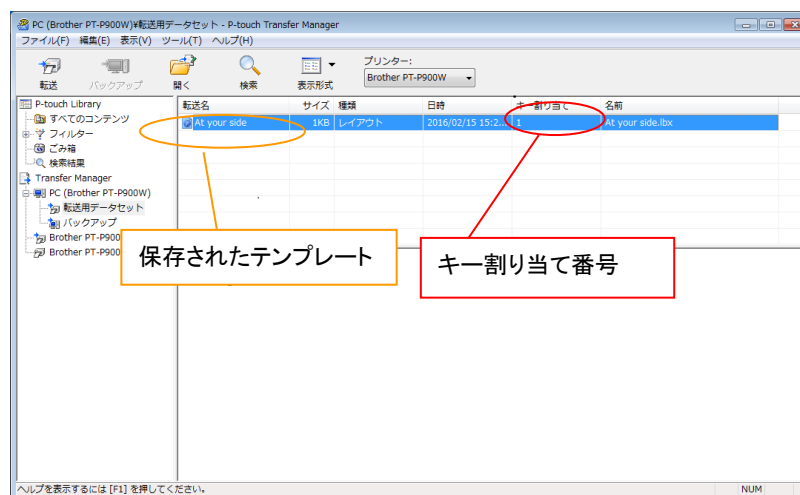 PC (Brother PT-P900W)¥転送用データセット - P-touch Transfer Manager
ファイル(F) 編集(E) 表示(V) ツール(T) ヘルプ(H)
転送 バックアップ 開く 検索 表示形式
プリンター:
Brother PT-P900W
P-touch Library
すべてのコンテンツ
フィルター
ごみ箱
検索結果
Transfer Manager
PC (Brother PT-P900W)
転送用データセット
バックアップ
Brother PT-P900
Brother PT-P900
転送名 サイズ 種類 日時 キー割り当て 名前
At your side 1KB レイアウト 2016/02/15 15:2... 1 At your side.lbx
保存されたテンプレート
キー割り当て番号
ヘルプを表示するには [F1] を押してください。
NUM